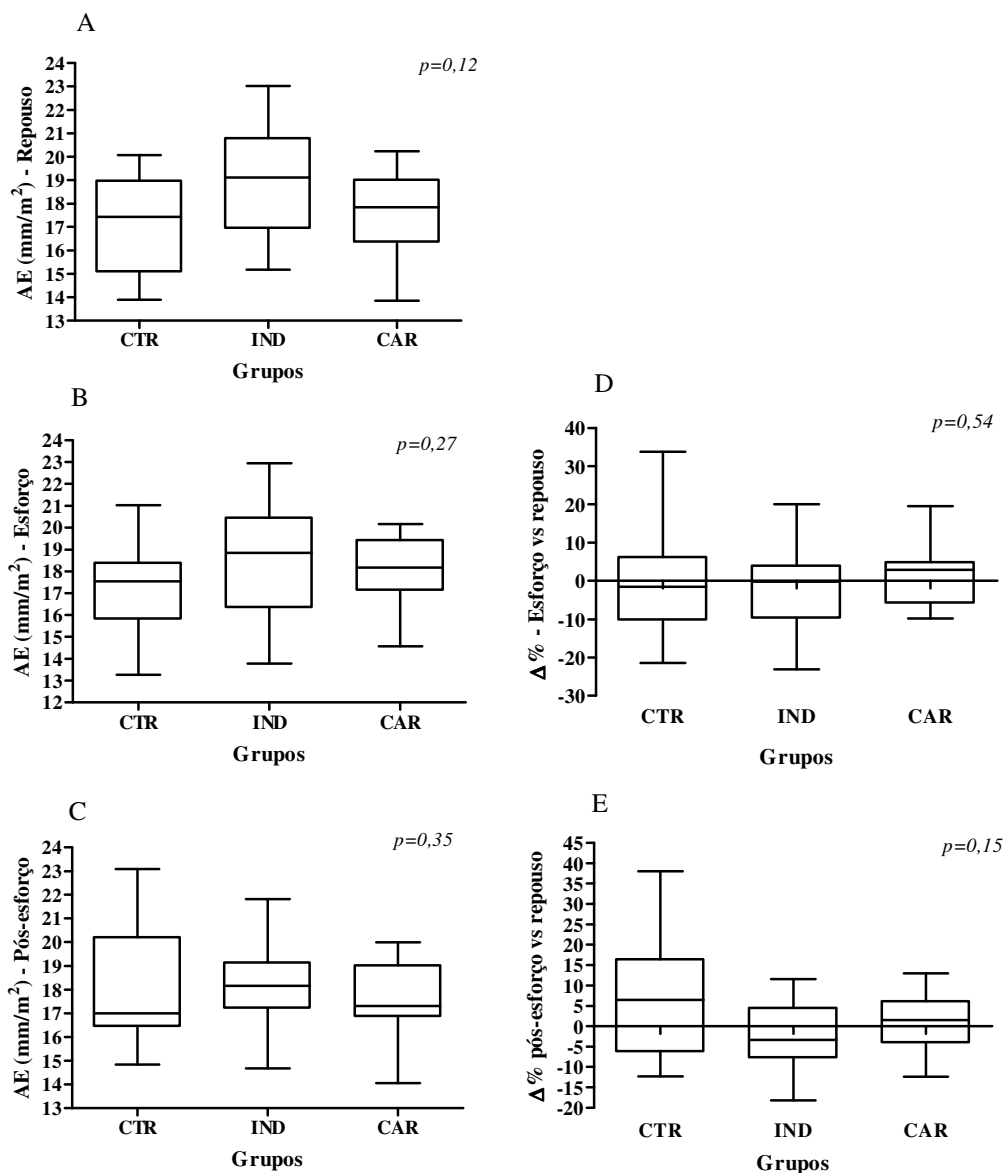 A
p=0,12
AE (mm/m²) - Repouso
24
23
22
21
20
19
18
17
16
15
14
13
CTR IND CAR
Grupos
B
p=0,27
AE (mm/m²) - Esforço
24
23
22
21
20
19
18
17
16
15
14
13
12
CTR IND CAR
Grupos
D
p=0,54
Δ% - Esforço vs repouso
40
30
20
10
0
-10
-20
-30
CTR IND CAR
Grupos
C
p=0,35
AE (mm/m²) - Pós-esforço
24
23
22
21
20
19
18
17
16
15
14
13
CTR IND CAR
Grupos
E
p=0,15
Δ% pós-esforço vs repouso
45
40
35
30
25
20
15
10
5
0
-5
-10
-15
-20
CTR IND CAR
Grupos